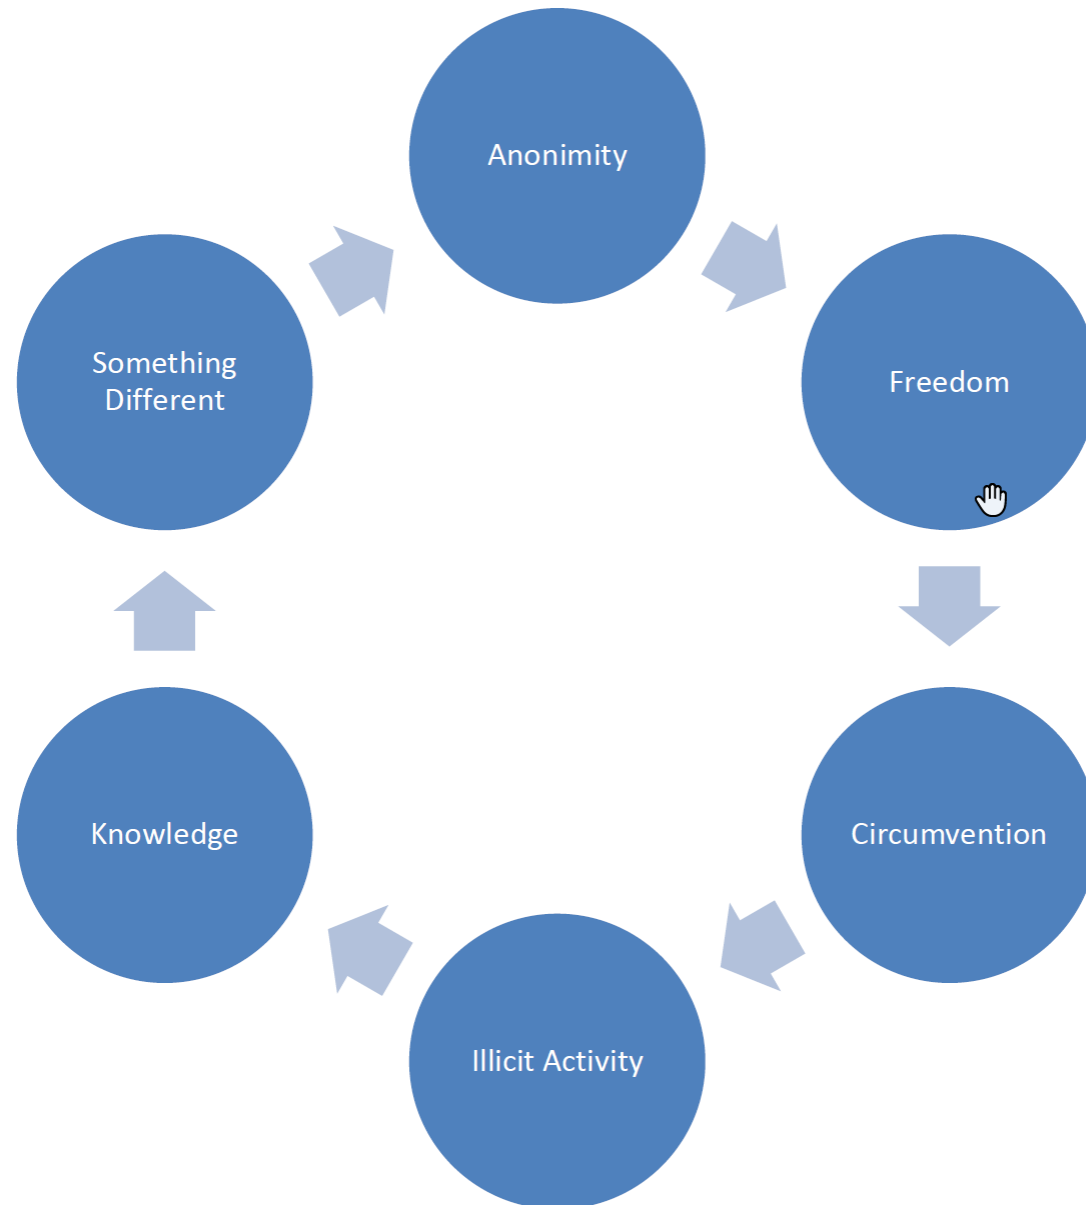 Anonimity
Freedom
Circumvention
Illicit Activity
Knowledge
Something
Different